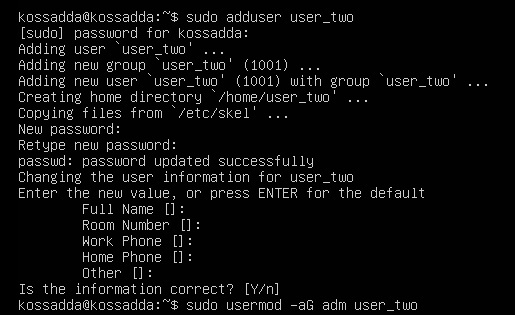 kossadda@kossadda:~$ sudo adduser user_two
[sudo] password for kossadda:
Adding user `user_two' ...
Adding new group `user_two' (1001) ...
Adding new user `user_two' (1001) with group `user_two' ...
Creating home directory `/home/user_two' ...
Copying files from `/etc/skel' ...
New password:
Retype new password:
passwd: password updated successfully
Changing the user information for user_two
Enter the new value, or press ENTER for the default
        Full Name []:
        Room Number []:
        Work Phone []:
        Home Phone []:
        Other []:
Is the information correct? [Y/n]
kossadda@kossadda:~$ sudo usermod -aG adm user_two